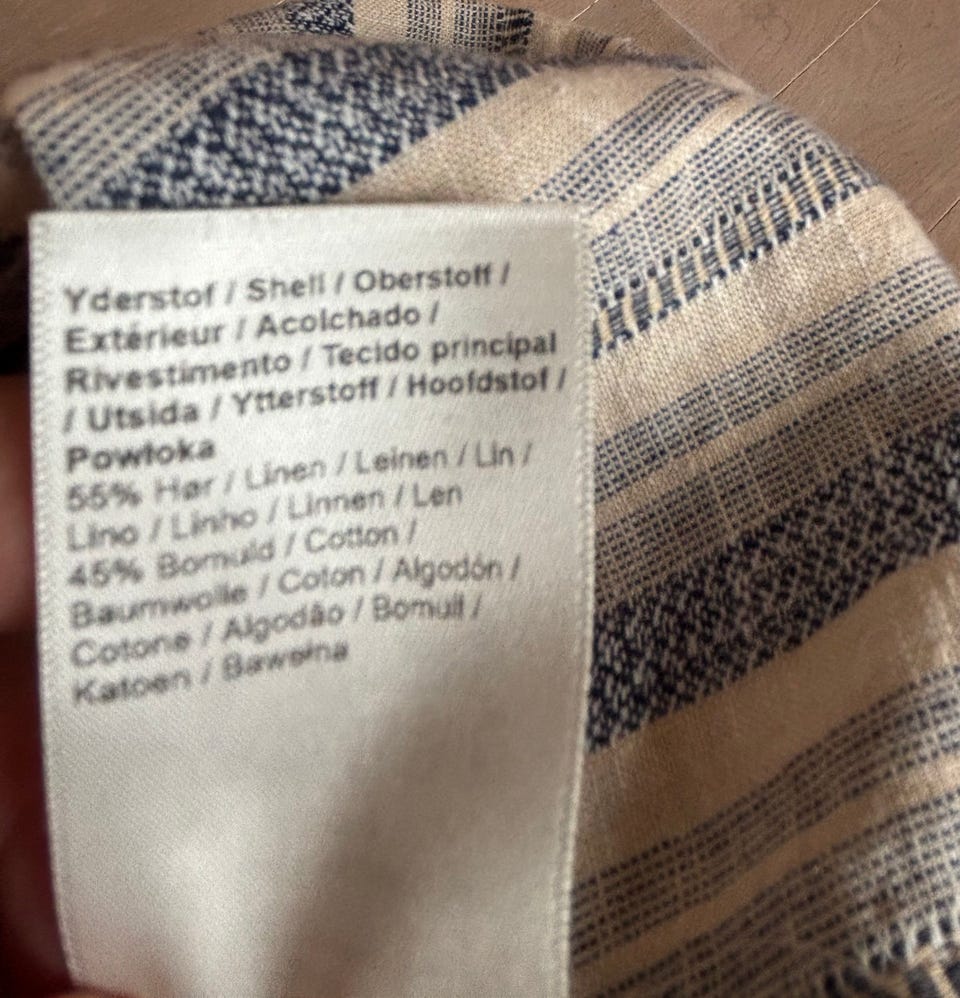 Yderstof / Shell / Oberstoff /
Extérieur / Acolchado /
Rivestimento / Tecido principal
/ Utsida / Ytterstoff / Hoofdstof /
Powłoka
55% Hør / Linen / Leinen / Lin /
Lino / Linho / Linnen / Len
45% Bomuld / Cotton /
Baumwolle / Coton / Algodón /
Cotone / Algodão / Bomull /
Katoen / Bawełna